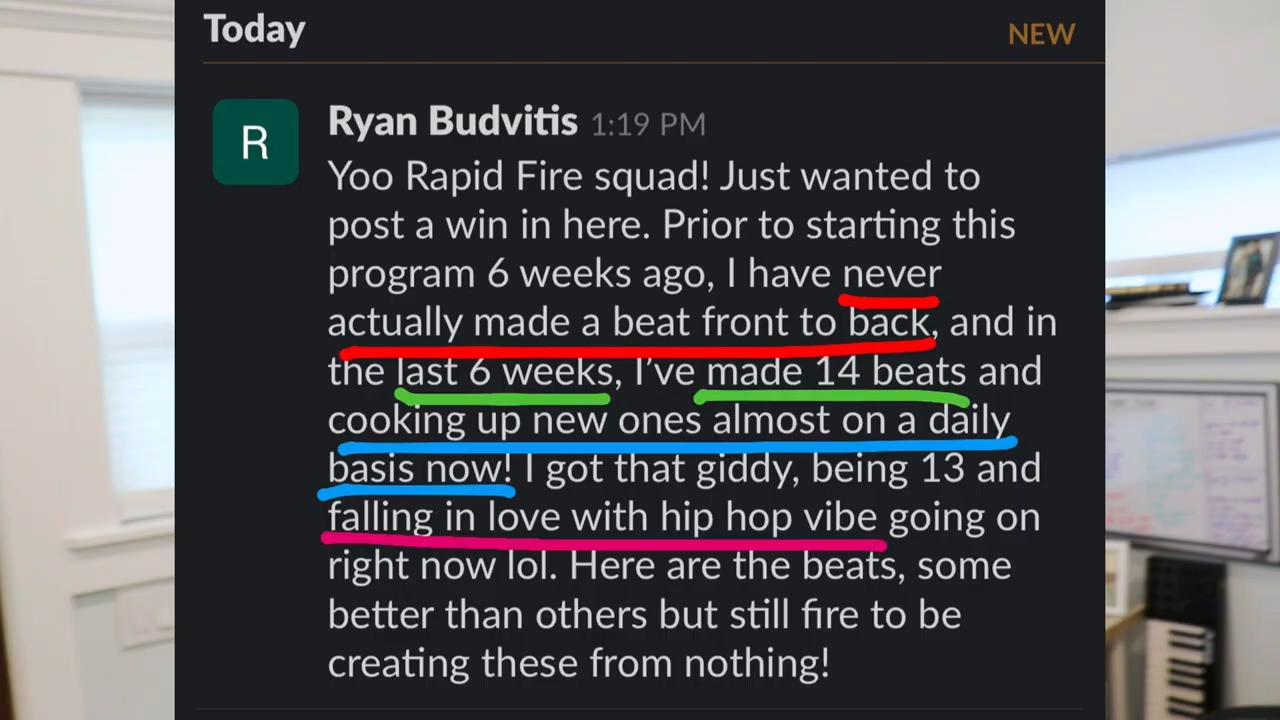 Today
NEW
R
Ryan Budvitis 1:19 PM
Yoo Rapid Fire squad! Just wanted to
post a win in here. Prior to starting this
program 6 weeks ago, I have never
actually made a beat front to back, and in
the last 6 weeks, I've made 14 beats and
cooking up new ones almost on a daily
basis now! I got that giddy, being 13 and
falling in love with hip hop vibe going on
right now lol. Here are the beats, some
better than others but still fire to be
creating these from nothing!